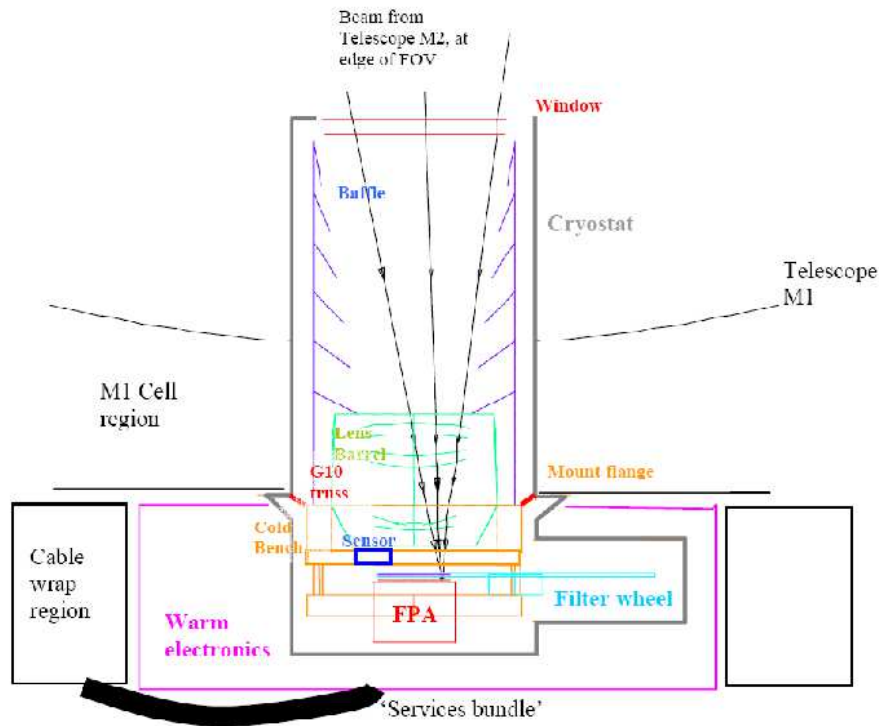 Beam from
Telescope M2, at
edge of FOV
Window
Baffle
Cryostat
Telescope
M1
M1 Cell
region
Lens
Barrel
G10
truss
Mount flange
Cold
Bench
Sensor
Cable
wrap
region
Filter wheel
FPA
Warm
electronics
'Services bundle'